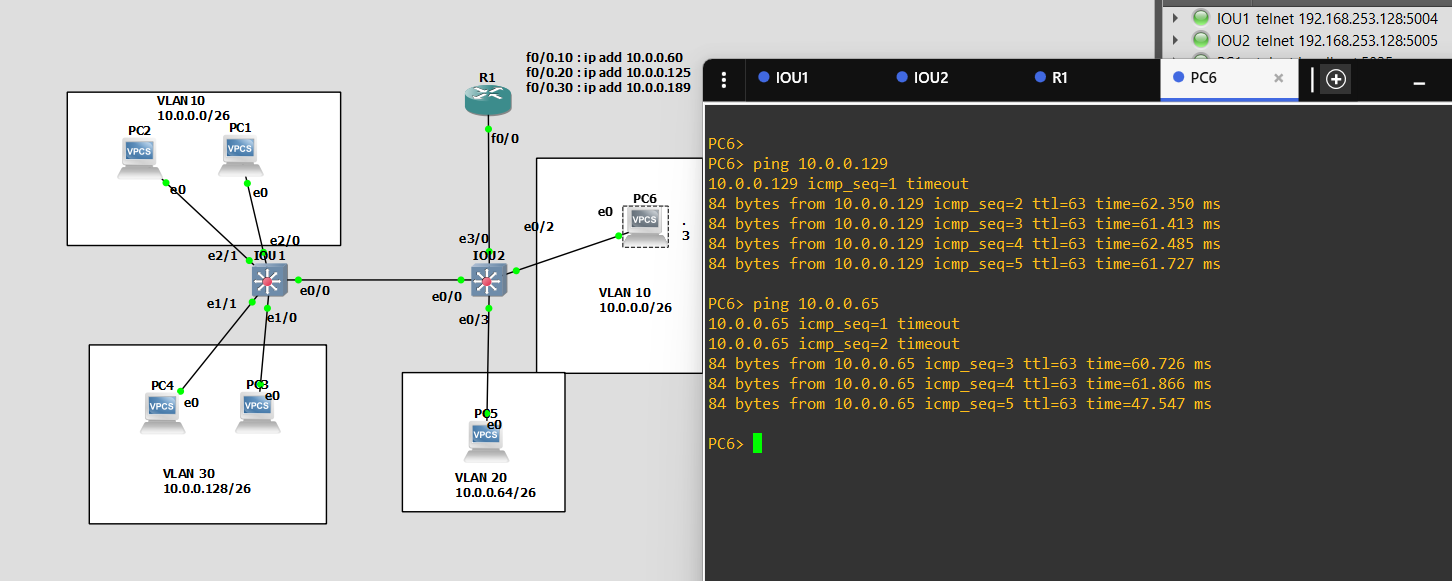 IOU1 telnet 192.168.253.128:5004
IOU2 telnet 192.168.253.128:5005
f0/0.10 : ip add 10.0.0.60
f0/0.20 : ip add 10.0.0.125
f0/0.30 : ip add 10.0.0.189
R1
f0/0
VLAN 10
10.0.0.0/26
PC2
PC1
VPCS
VPCS
e0
e0
e2/0
e2/1
IOU1
e0/0
e1/1
e1/0
e3/0
IOU2
e0/2
e0/0
e0/3
PC6
e0
VPCS
.
3
VLAN 10
10.0.0.0/26
PC4
PC3
e0
e0
VPCS
VPCS
VLAN 30
10.0.0.128/26
PC5
e0
VPCS
VLAN 20
10.0.0.64/26
IOU1 IOU2 R1 PC6 × +
PC6>
PC6> ping 10.0.0.129
10.0.0.129 icmp_seq=1 timeout
84 bytes from 10.0.0.129 icmp_seq=2 ttl=63 time=62.350 ms
84 bytes from 10.0.0.129 icmp_seq=3 ttl=63 time=61.413 ms
84 bytes from 10.0.0.129 icmp_seq=4 ttl=63 time=62.485 ms
84 bytes from 10.0.0.129 icmp_seq=5 ttl=63 time=61.727 ms
PC6> ping 10.0.0.65
10.0.0.65 icmp_seq=1 timeout
10.0.0.65 icmp_seq=2 timeout
84 bytes from 10.0.0.65 icmp_seq=3 ttl=63 time=60.726 ms
84 bytes from 10.0.0.65 icmp_seq=4 ttl=63 time=61.866 ms
84 bytes from 10.0.0.65 icmp_seq=5 ttl=63 time=47.547 ms
PC6>